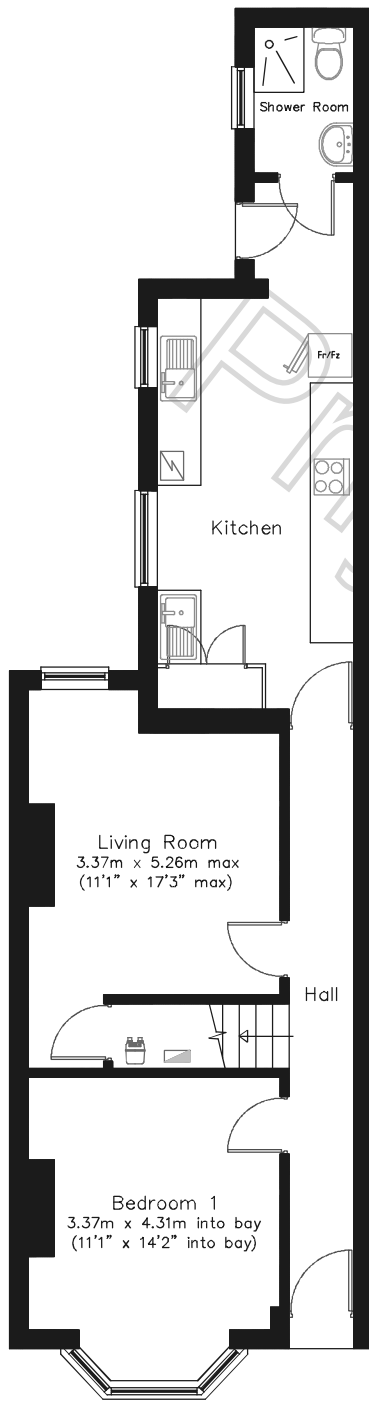 Shower Room
Fr/Fz
Kitchen
Living Room
3.37m x 5.26m max
(11'1" x 17'3" max)
Hall
Bedroom 1
3.37m x 4.31m into bay
(11'1" x 14'2" into bay)